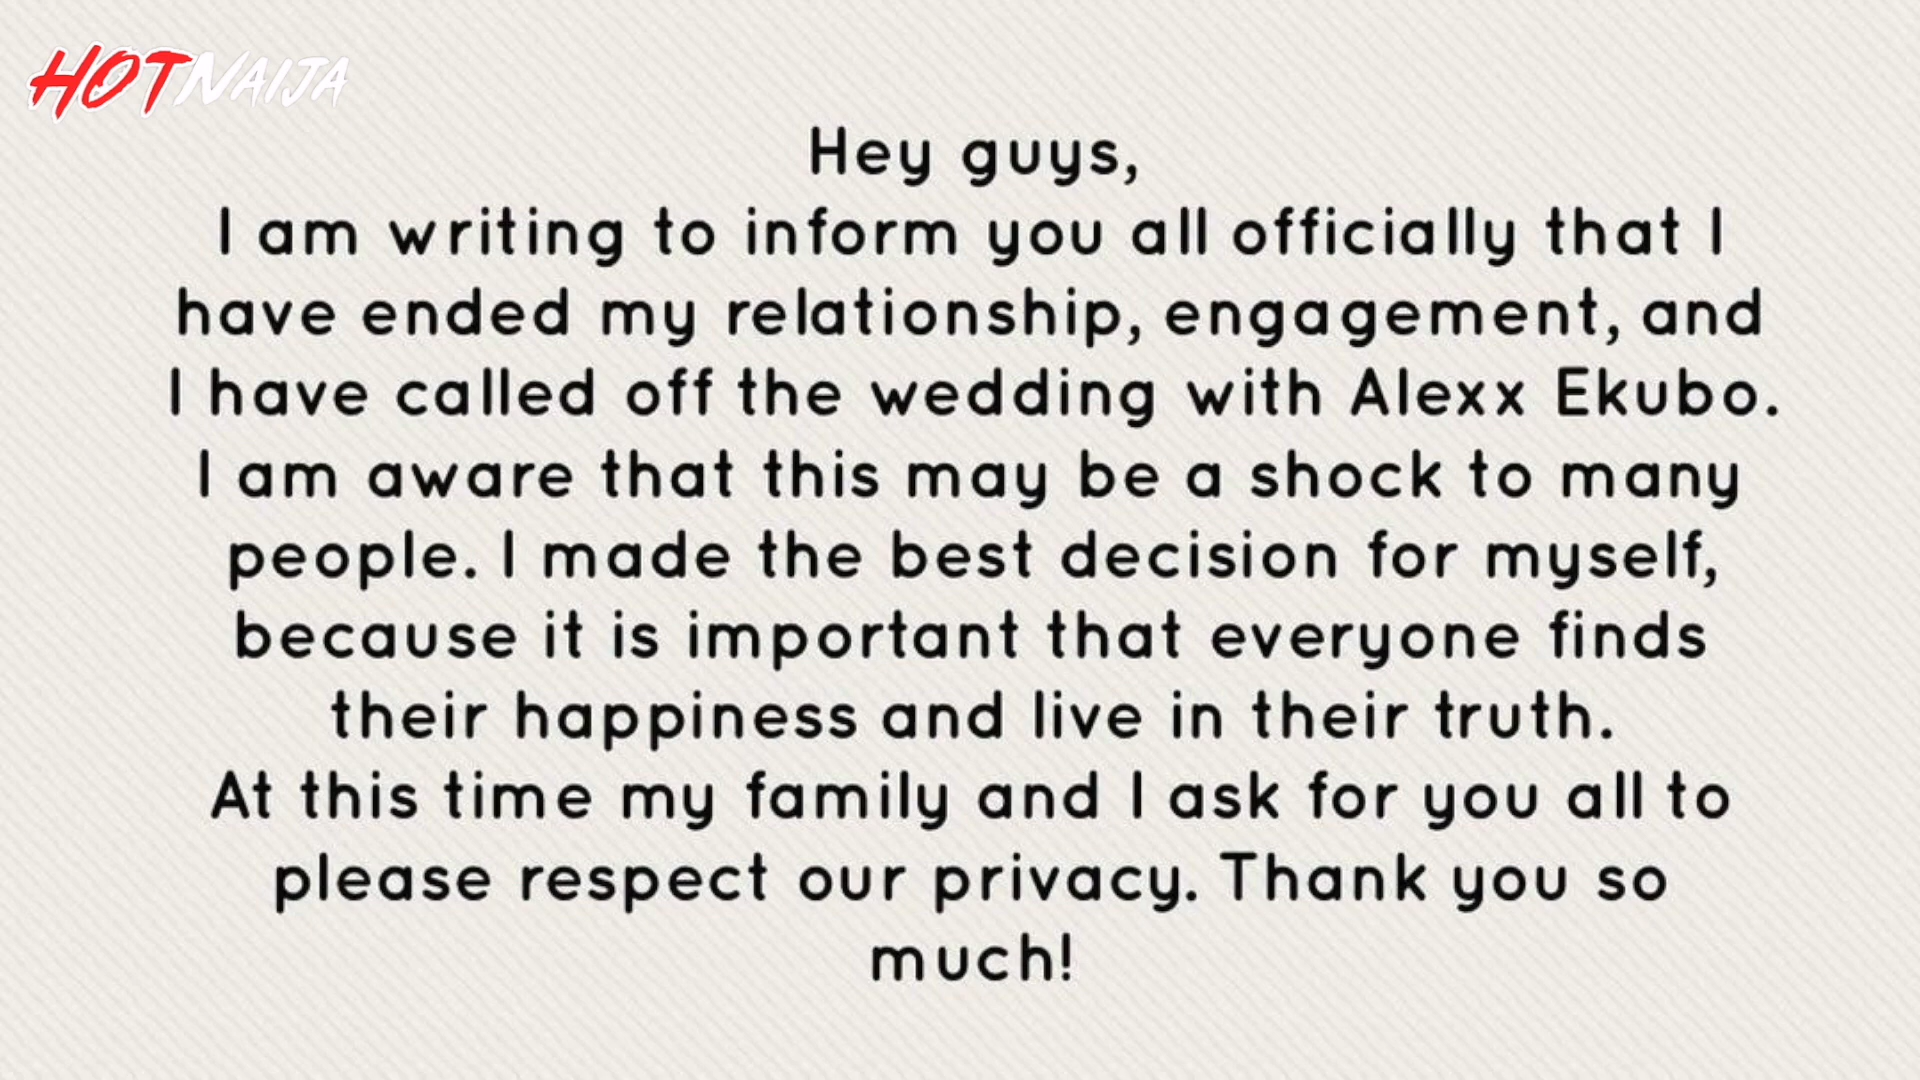 HOTNAIJA
Hey guys,
I am writing to inform you all officially that I
have ended my relationship, engagement, and
I have called off the wedding with Alexx Ekubo.
I am aware that this may be a shock to many
people. I made the best decision for myself,
because it is important that everyone finds
their happiness and live in their truth.
At this time my family and I ask for you all to
please respect our privacy. Thank you so
much!